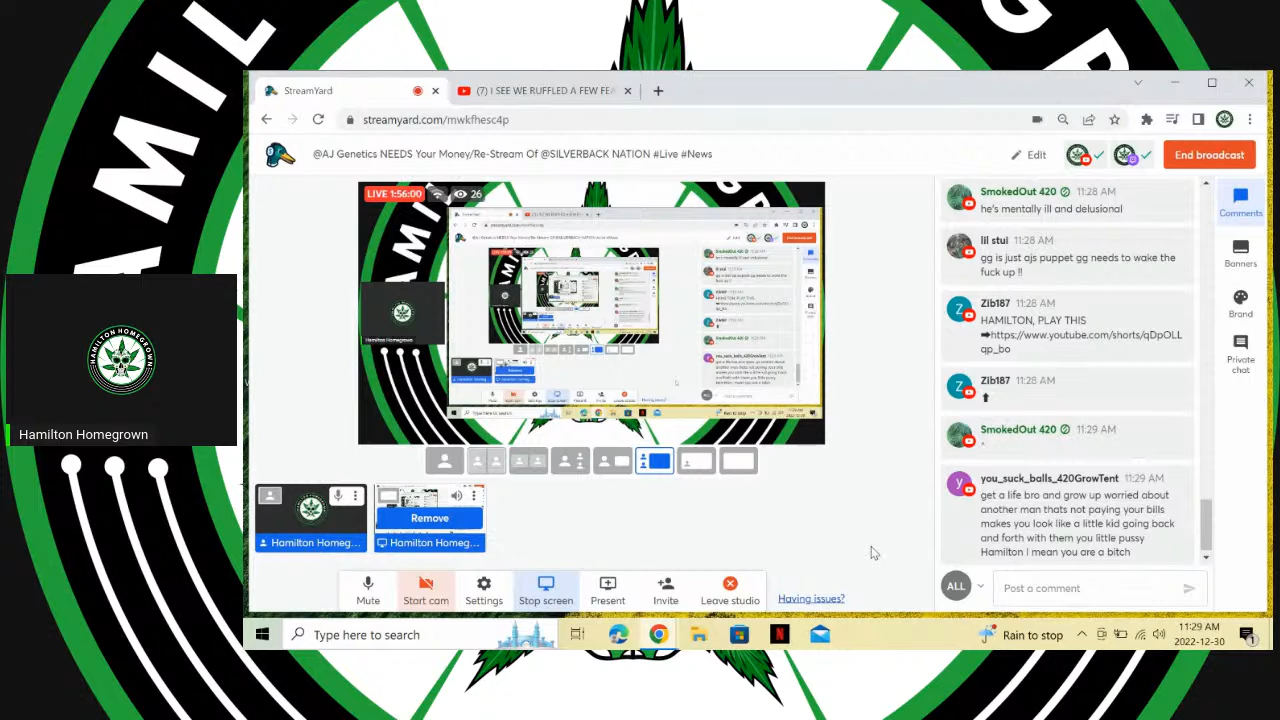 AMIL
GR
StreamYard
(7) I SEE WE RUFFLED A FEW FEA
streamyard.com/mwkfhesc4p
@AJ Genetics NEEDS Your Money/Re-Stream Of @SILVERBACK NATION #Live #News
Edit
End broadcast
LIVE 1:56:00
26
SmokedOut 420 11:28 AM
he's mentally ill and delusional
lil stui 11:28 AM
gg is just ajs puppet gg needs to wake the
fuck up !!
Zib187 11:28 AM
HAMILTON, PLAY THIS
➡https://www.youtube.com/shorts/qDpOLL
qp_bo
Zib187 11:28 AM
SmokedOut 420 11:29 AM
you_suck_balls_420GrowTent 11:29 AM
get a life bro and grow up worried about
another man thats not paying your bills
makes you look like a little kid going back
and forth with them you little pussy
Hamilton I mean you are a bitch
Comments
Banners
Brand
Private
chat
HAMILTON HOMEGROWN
Hamilton Homegrown
Remove
Hamilton Homeg...
Hamilton Homeg...
Mute
Start cam
Settings
Stop screen
Present
Invite
Leave studio
Having issues?
ALL
Post a comment
Type here to search
Rain to stop
11:29 AM
2022-12-30
1